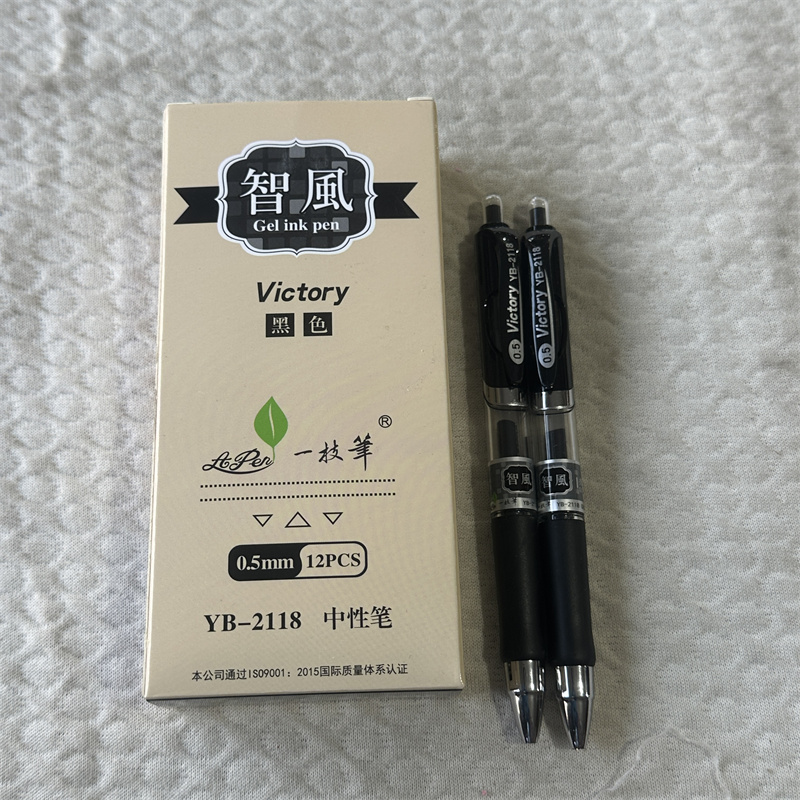 智風
Gel ink pen
Victory
黑色
A Pen 一枝筆®
0.5mm 12PCS
YB-2118 中性笔
本公司通过ISO9001：2015国际质量体系认证
0.5 Victory YB-2118
0.5 Victory YB-2118
智風
智風
YB-2118